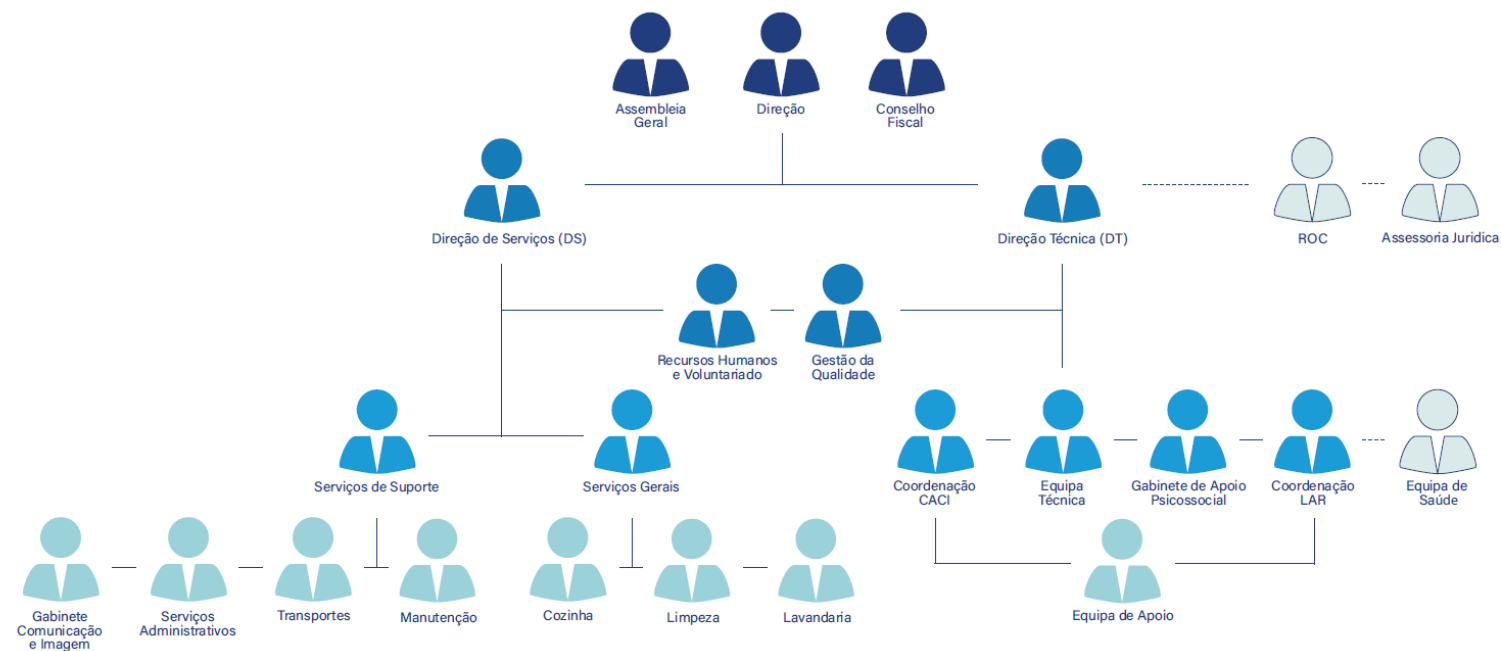 Assembleia
Geral
Direção
Conselho
Fiscal
Direção de Serviços (DS)
Direção Técnica (DT)
ROC
Assessoria Juridica
Recursos Humanos
e Voluntariado
Gestão da
Qualidade
Serviços de Suporte
Serviços Gerais
Coordenação
CACI
Equipa
Técnica
Gabinete de Apoio
Psicossocial
Coordenação
LAR
Equipa de
Saúde
Gabinete
Comunicação
e Imagem
Serviços
Administrativos
Transportes
Manutenção
Cozinha
Limpeza
Lavandaria
Equipa de Apoio